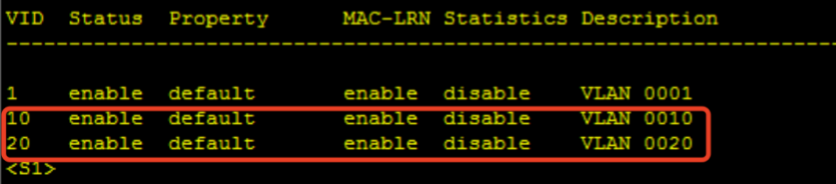 VID  Status  Property      MAC-LRN Statistics Description
--------------------------------------------------------------------
1    enable  default       enable  disable    VLAN 0001
10   enable  default       enable  disable    VLAN 0010
20   enable  default       enable  disable    VLAN 0020
<S1>